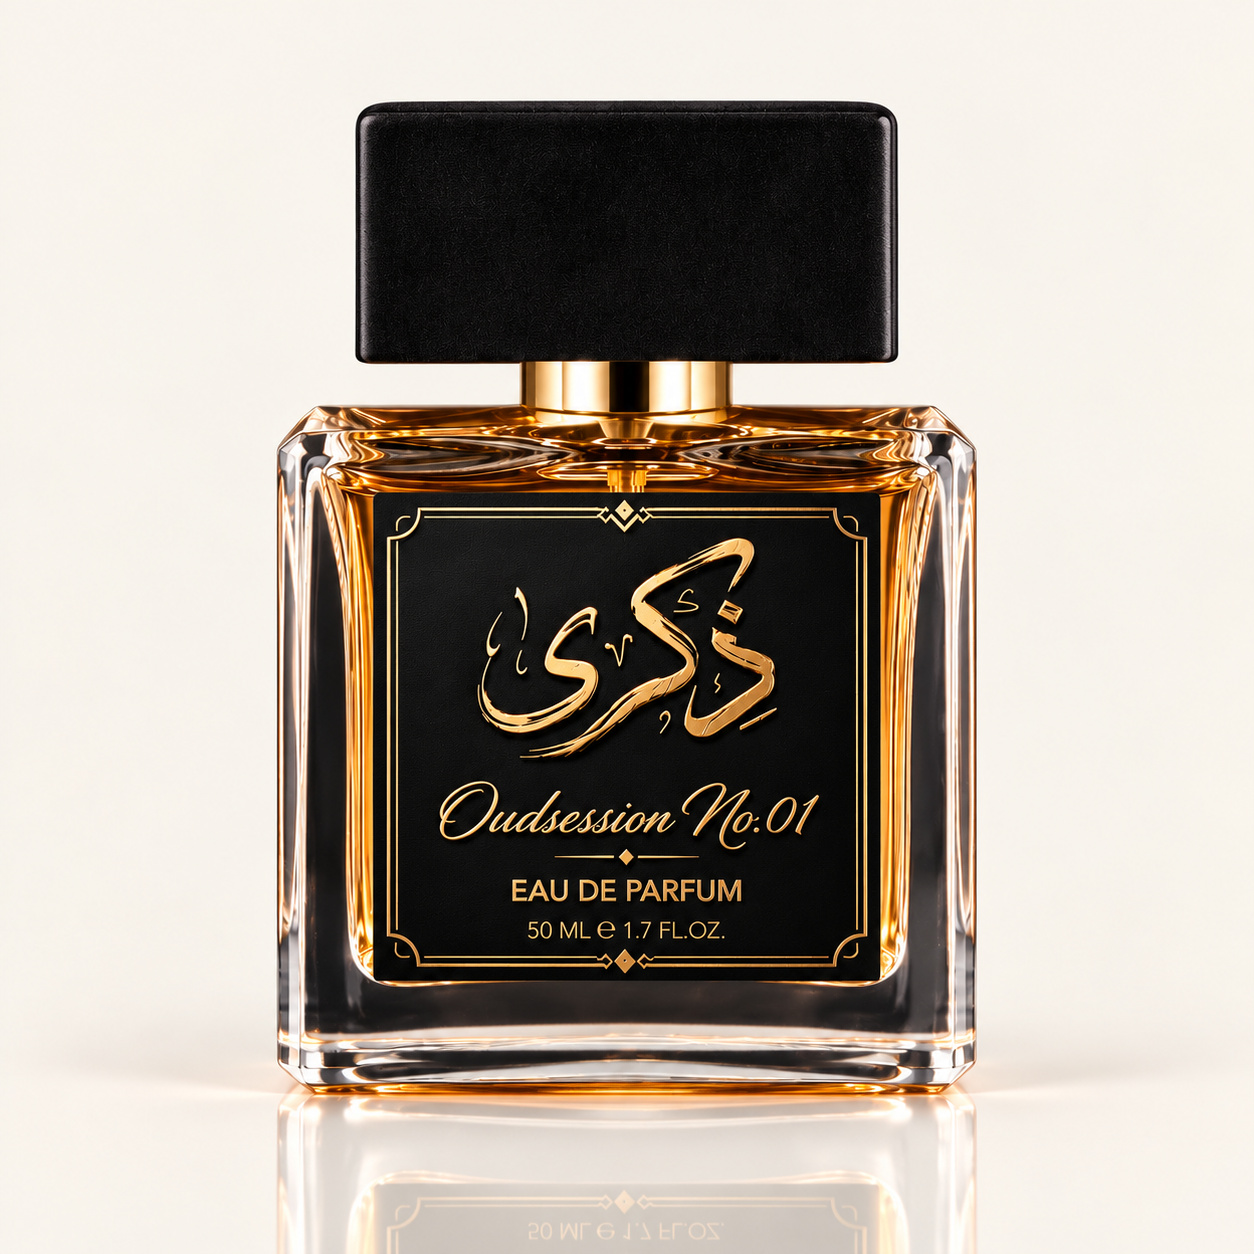 ذكرى
Oudsession No.01
EAU DE PARFUM
50 ML ℮ 1.7 FL.OZ.